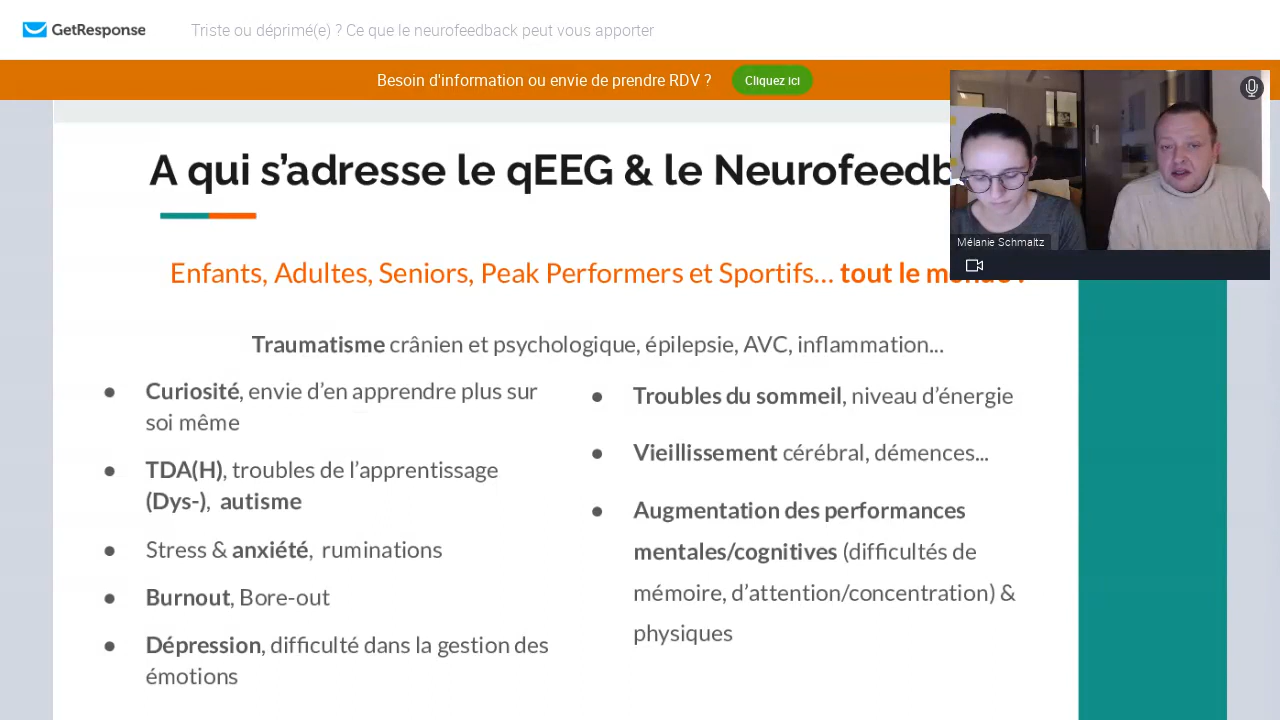 GetResponse
Triste ou déprimé(e) ? Ce que le neurofeedback peut vous apporter
Besoin d'information ou envie de prendre RDV ?
Cliquez ici
A qui s’adresse le qEEG & le Neurofeedb
Mélanie Schmaltz
Enfants, Adultes, Seniors, Peak Performers et Sportifs... tout le monde !
Traumatisme crânien et psychologique, épilepsie, AVC, inflammation...
● Curiosité, envie d’en apprendre plus sur
soi même
● TDA(H), troubles de l’apprentissage
(Dys-), autisme
● Stress & anxiété, ruminations
● Burnout, Bore-out
● Dépression, difficulté dans la gestion des
émotions
● Troubles du sommeil, niveau d’énergie
● Vieillissement cérébral, démences...
● Augmentation des performances
mentales/cognitives (difficultés de
mémoire, d’attention/concentration) &
physiques